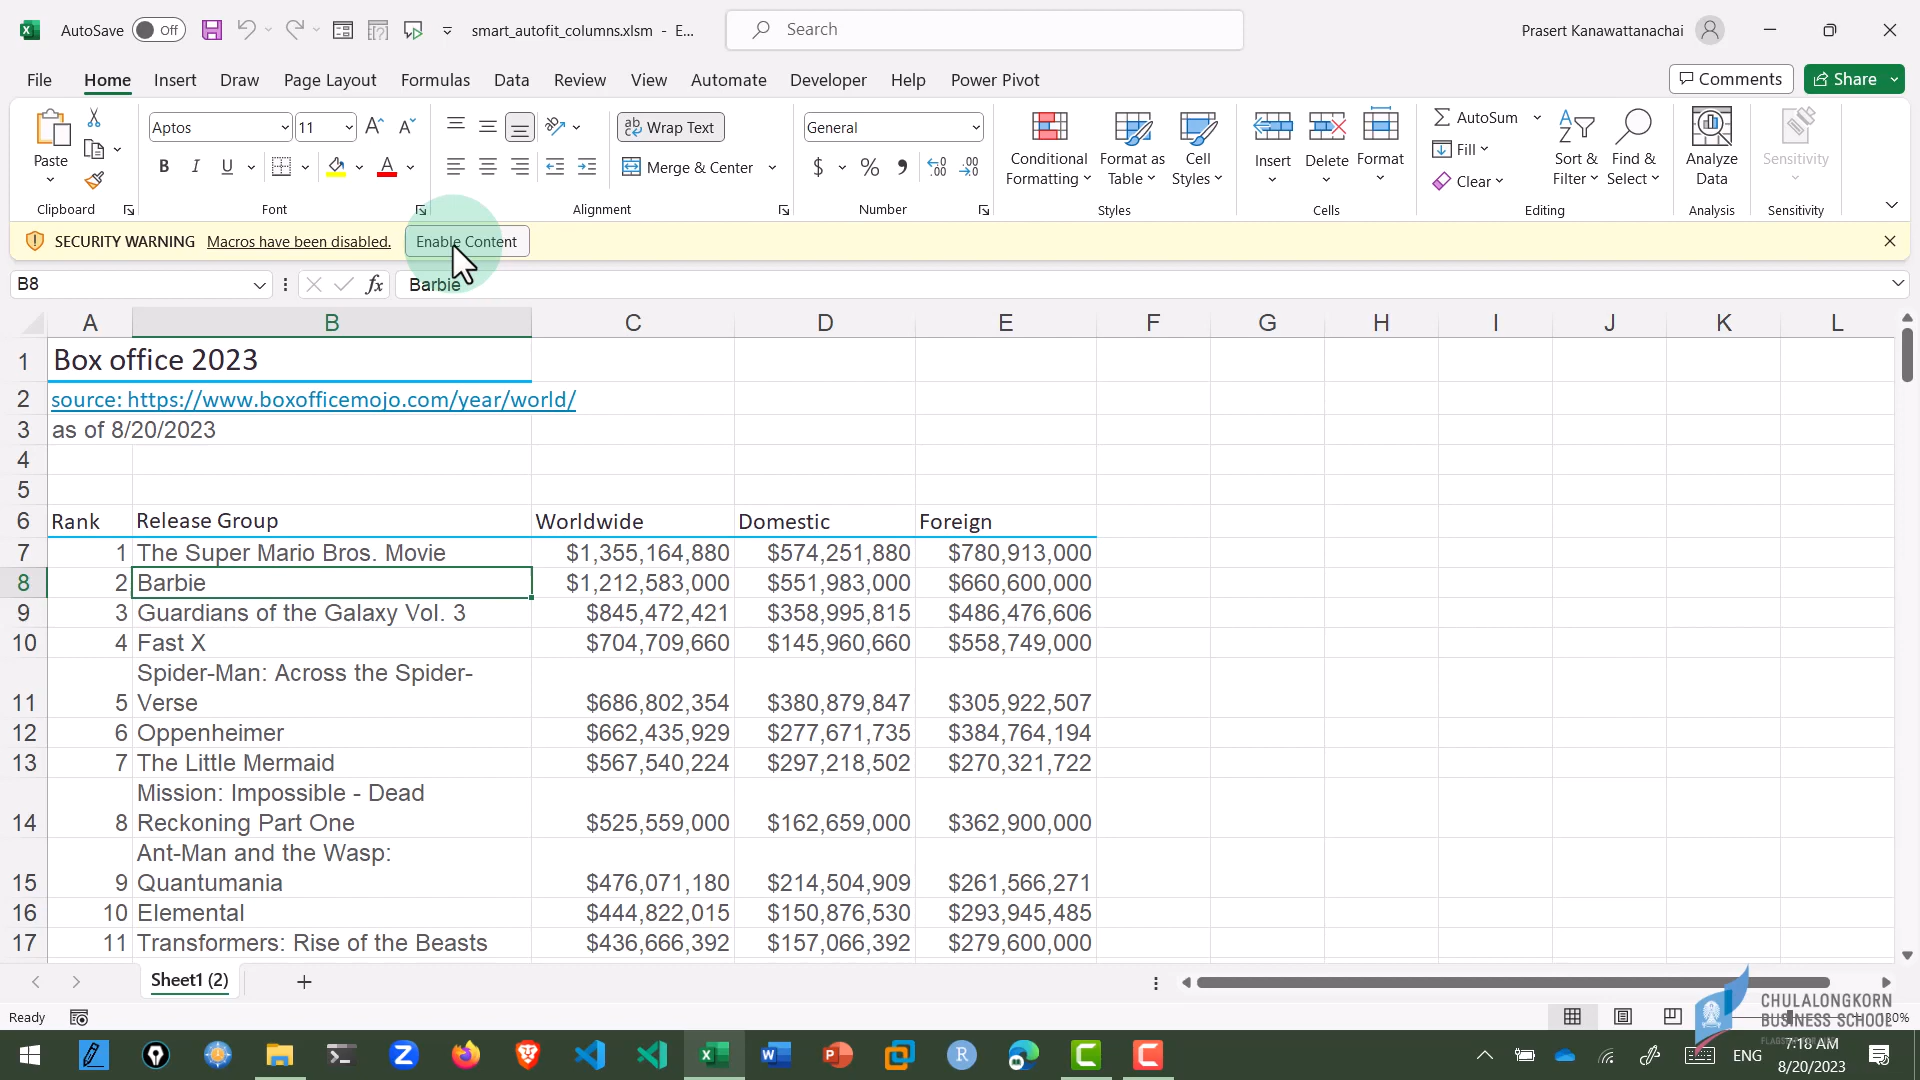 AutoSave Off smart_autofit_columns.xlsm - E... Search Prasert Kanawattanachai
File Home Insert Draw Page Layout Formulas Data Review View Automate Developer Help Power Pivot Comments Share
Paste
Clipboard
Aptos 11
B I U A
Font
Wrap Text
Merge & Center
Alignment
General
$ % 9 .00
Number
Conditional Formatting
Format as Table
Cell Styles
Styles
Insert Delete Format
Cells
AutoSum
Fill
Clear
Sort & Filter
Find & Select
Editing
Analyze Data
Analysis
Sensitivity
Sensitivity
SECURITY WARNING Macros have been disabled. Enable Content
B8 fx Barbie
A B C D E F G H I J K L
1 Box office 2023
2 source: https://www.boxofficemojo.com/year/world/
3 as of 8/20/2023
4
5
6 Rank Release Group Worldwide Domestic Foreign
7 1 The Super Mario Bros. Movie $1,355,164,880 $574,251,880 $780,913,000
8 2 Barbie $1,212,583,000 $551,983,000 $660,600,000
9 3 Guardians of the Galaxy Vol. 3 $845,472,421 $358,995,815 $486,476,606
10 4 Fast X $704,709,660 $145,960,660 $558,749,000
Spider-Man: Across the Spider-
11 5 Verse $686,802,354 $380,879,847 $305,922,507
12 6 Oppenheimer $662,435,929 $277,671,735 $384,764,194
13 7 The Little Mermaid $567,540,224 $297,218,502 $270,321,722
Mission: Impossible - Dead
14 8 Reckoning Part One $525,559,000 $162,659,000 $362,900,000
Ant-Man and the Wasp:
15 9 Quantumania $476,071,180 $214,504,909 $261,566,271
16 10 Elemental $444,822,015 $150,876,530 $293,945,485
17 11 Transformers: Rise of the Beasts $436,666,392 $157,066,392 $279,600,000
Sheet1 (2)
Ready
CHULALONGKORN
BUSINESS SCHOOL
ENG 7:18 AM
8/20/2023